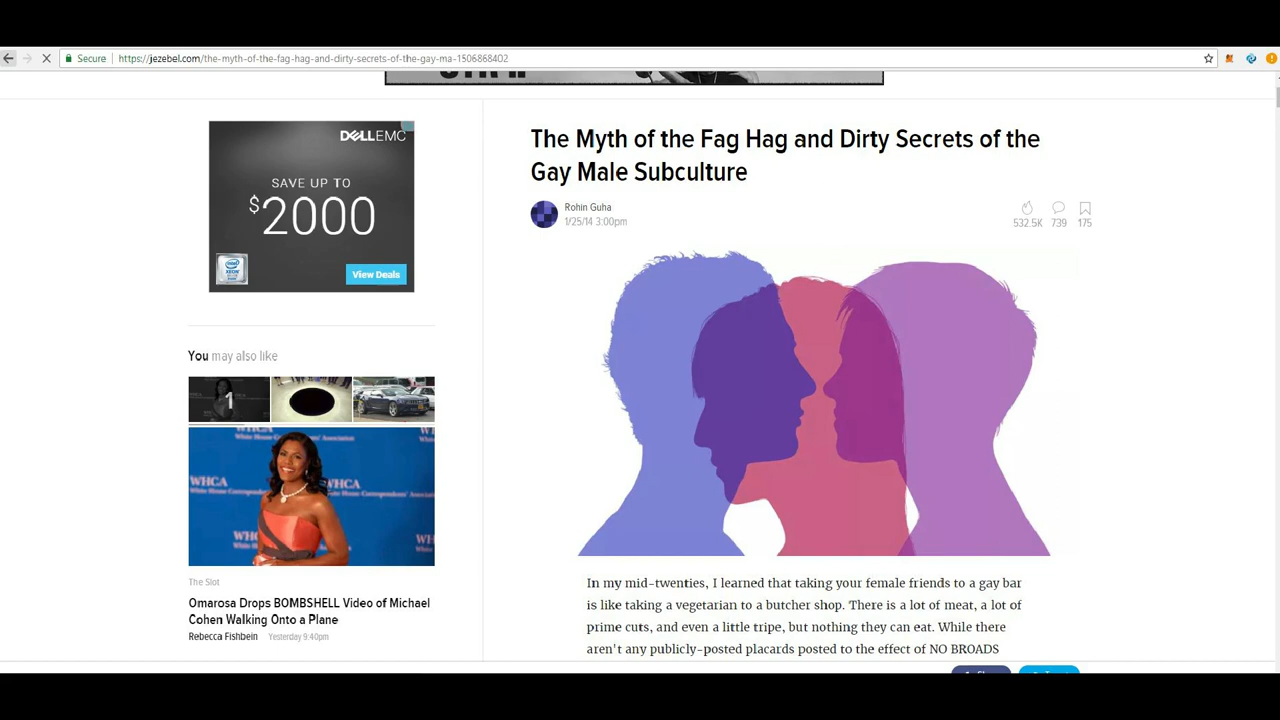 Secure
https://jezebel.com/the-myth-of-the-fag-hag-and-dirty-secrets-of-the-gay-ma-1506868402
DELLEMC
SAVE UP TO
$2000
View Deals
The Myth of the Fag Hag and Dirty Secrets of the
Gay Male Subculture
Rohin Guha
1/25/14 3:00pm
532.5K 739 175
You may also like
1
WHCA
The Slot
Omarosa Drops BOMBSHELL Video of Michael
Cohen Walking Onto a Plane
Rebecca Fishbein Yesterday 9:40pm
In my mid-twenties, I learned that taking your female friends to a gay bar
is like taking a vegetarian to a butcher shop. There is a lot of meat, a lot of
prime cuts, and even a little tripe, but nothing they can eat. While there
aren't any publicly-posted placards posted to the effect of NO BROADS